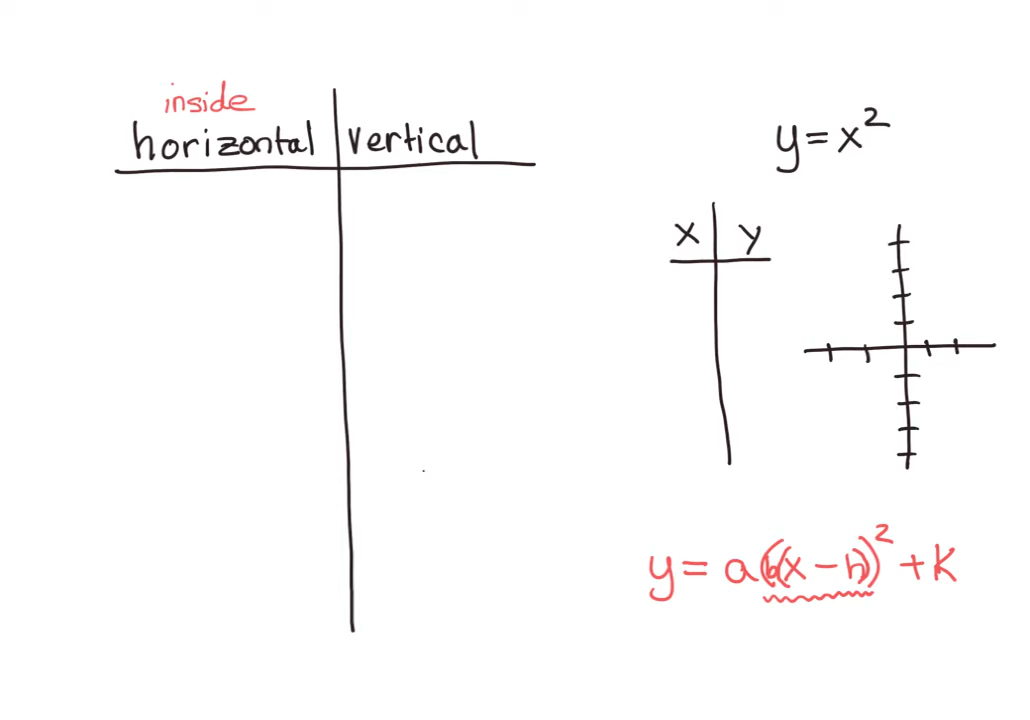 inside
horizontal vertical
y=x²
x y
y=a(b(x-h))²+k